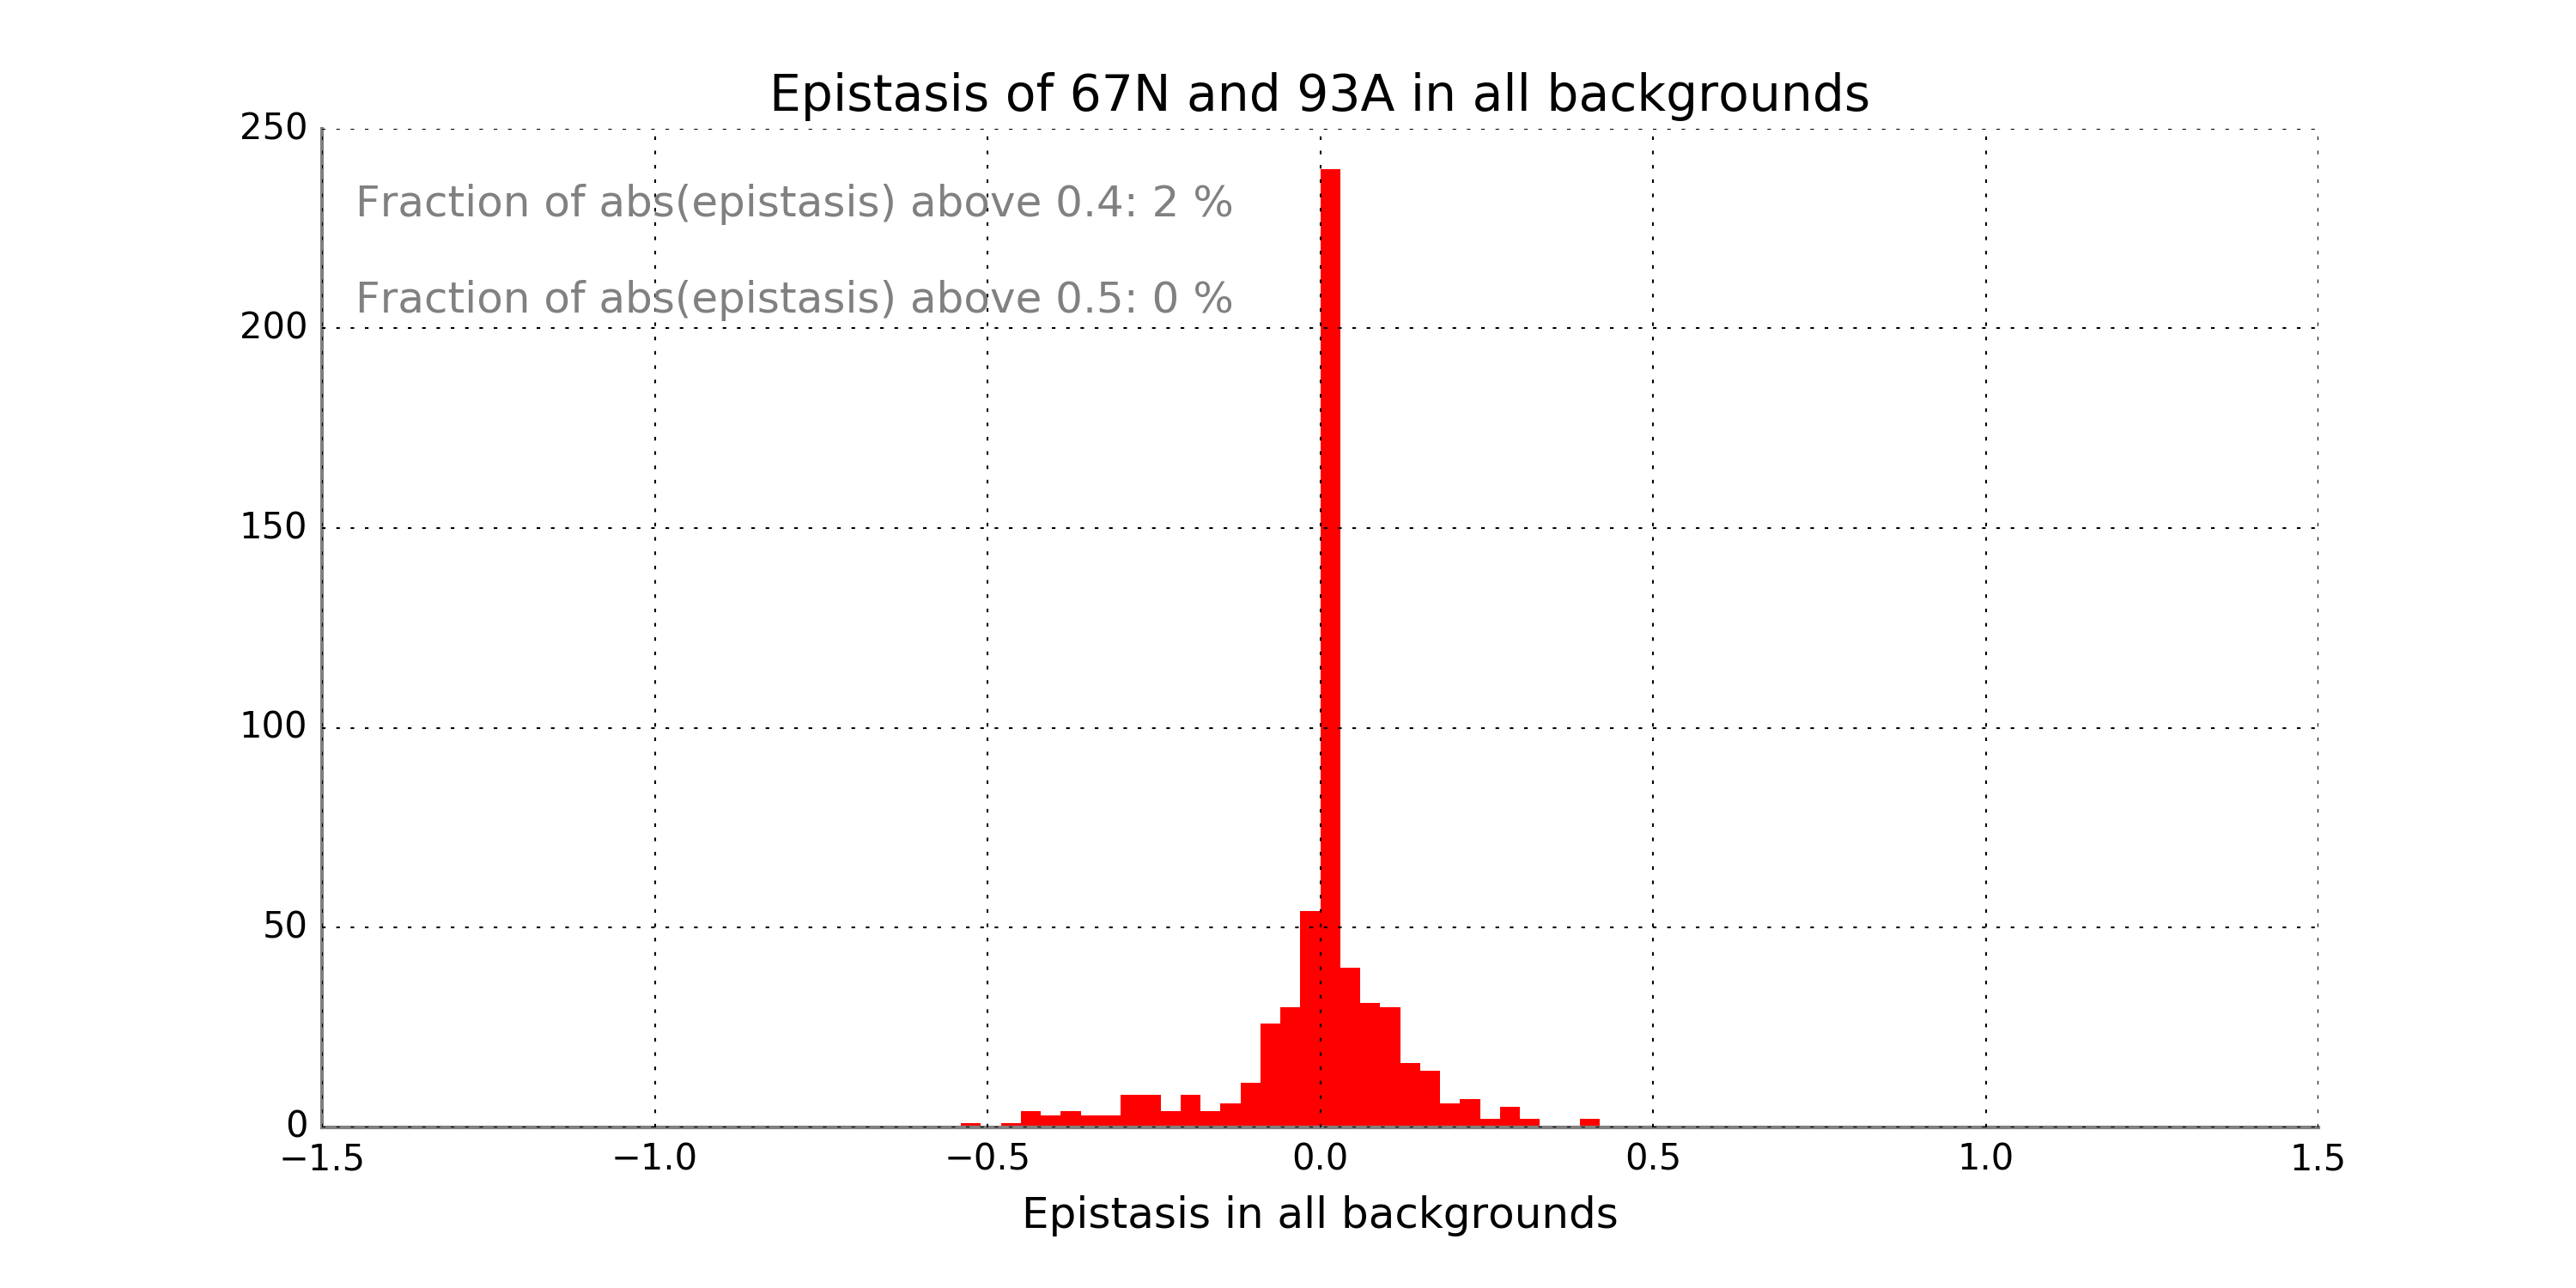 Epistasis of 67N and 93A in all backgrounds
250
Fraction of abs(epistasis) above 0.4: 2 %
Fraction of abs(epistasis) above 0.5: 0 %
200
150
100
50
0
−1.5 −1.0 −0.5 0.0 0.5 1.0 1.5
Epistasis in all backgrounds